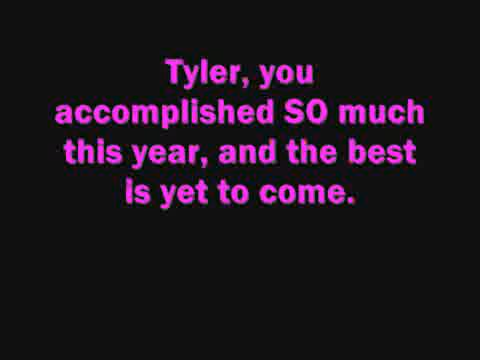 Tyler, you
accomplished SO much
this year, and the best
is yet to come.